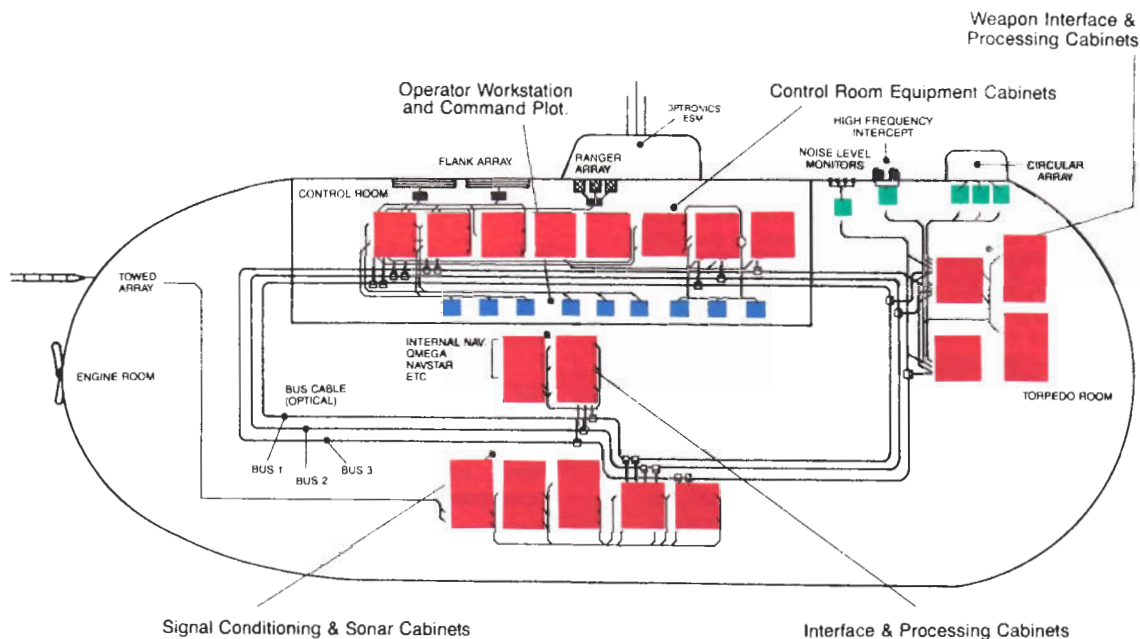 Weapon Interface &
Processing Cabinets
Operator Workstation
and Command Plot.
Control Room Equipment Cabinets
OPTRONICS
ESM
HIGH FREQUENCY
INTERCEPT
NOISE LEVEL
MONITORS
RANGER
ARRAY
FLANK ARRAY
CIRCULAR
ARRAY
CONTROL ROOM
TOWED
ARRAY
INTERNAL NAV.
OMEGA
NAVSTAR
ETC
ENGINE ROOM
BUS CABLE
(OPTICAL)
TORPEDO ROOM
BUS 1
BUS 2
BUS 3
Signal Conditioning & Sonar Cabinets
Interface & Processing Cabinets